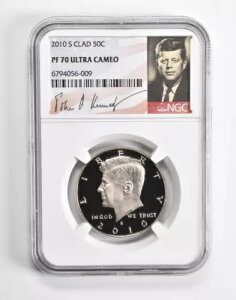 2010 S CLAD 50C
PF 70 ULTRA CAMEO
6794056-009
NGC
LIBERTY
IN GOD WE TRUST
2010